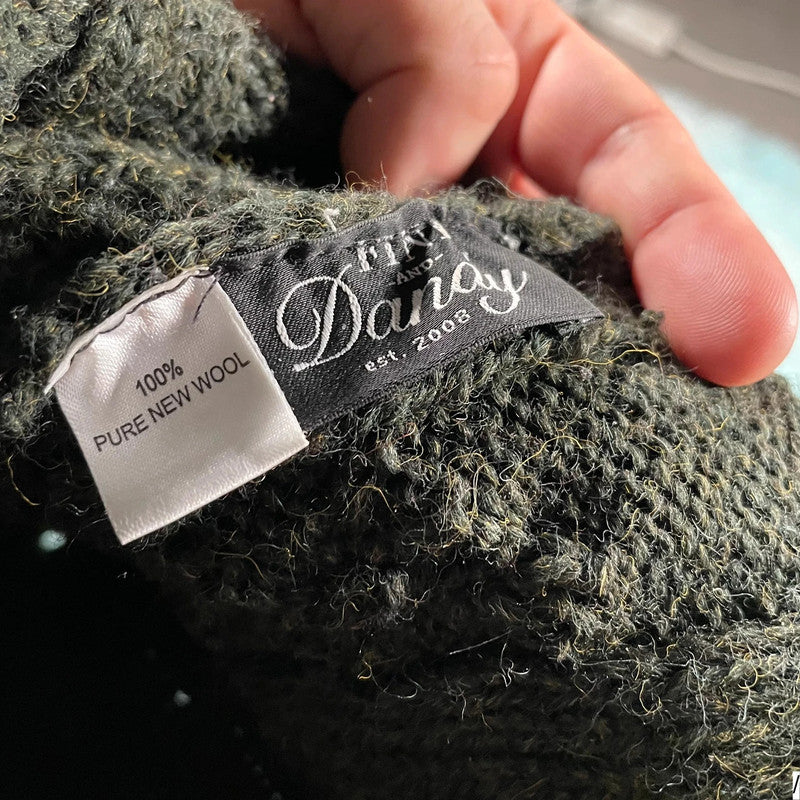 FINE
-AND-
Dandy
est. 2008
100%
PURE NEW WOOL